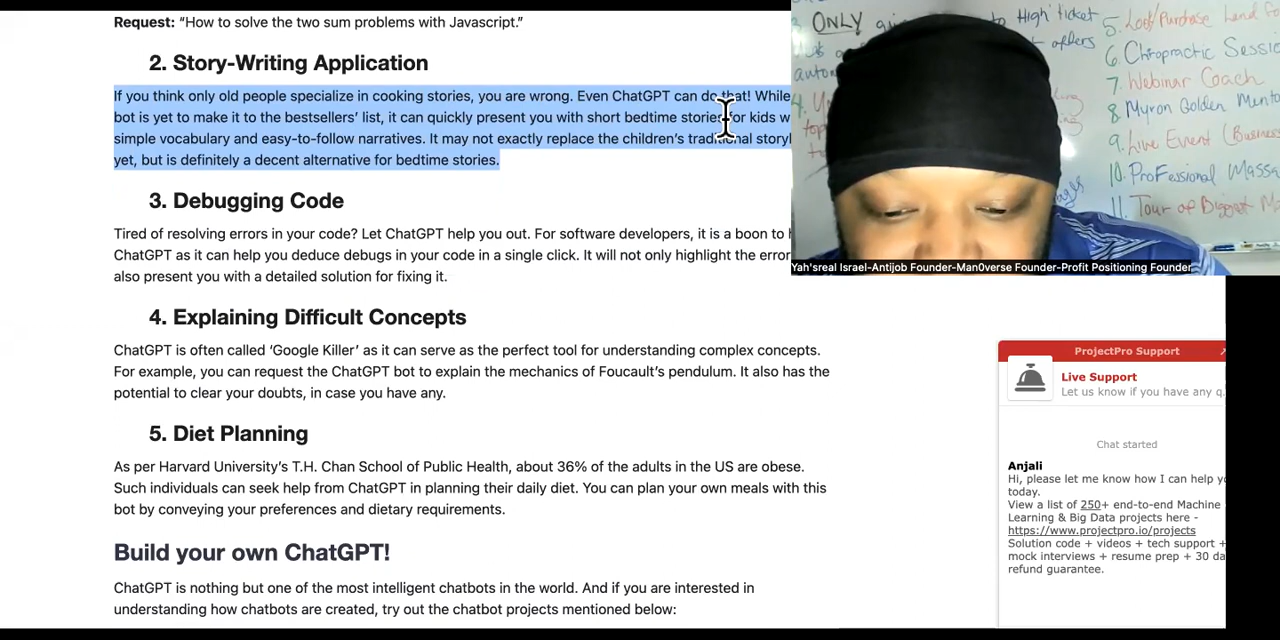 Request: “How to solve the two sum problems with Javascript.”
2. Story-Writing Application
If you think only old people specialize in cooking stories, you are wrong. Even ChatGPT can do that! While
bot is yet to make it to the bestsellers’ list, it can quickly present you with short bedtime stories for kids w
simple vocabulary and easy-to-follow narratives. It may not exactly replace the children’s traditional storyl
yet, but is definitely a decent alternative for bedtime stories.
3. Debugging Code
Tired of resolving errors in your code? Let ChatGPT help you out. For software developers, it is a boon to h
ChatGPT as it can help you deduce debugs in your code in a single click. It will not only highlight the error
also present you with a detailed solution for fixing it.
4. Explaining Difficult Concepts
ChatGPT is often called ‘Google Killer’ as it can serve as the perfect tool for understanding complex concepts.
For example, you can request the ChatGPT bot to explain the mechanics of Foucault’s pendulum. It also has the
potential to clear your doubts, in case you have any.
5. Diet Planning
As per Harvard University’s T.H. Chan School of Public Health, about 36% of the adults in the US are obese.
Such individuals can seek help from ChatGPT in planning their daily diet. You can plan your own meals with this
bot by conveying your preferences and dietary requirements.
Build your own ChatGPT!
ChatGPT is nothing but one of the most intelligent chatbots in the world. And if you are interested in
understanding how chatbots are created, try out the chatbot projects mentioned below:
ONLY
to High ticket
offers
5. Loot/Purchase Land fo
6. Chiropractic Sessio
7. Webinar Coach
8. Myron Golden Mento
9. Live Event (Busines
10. Professional Massa
11. Tour of Biggest M
Yah'sreal Israel-Antijob Founder-Man0verse Founder-Profit Positioning Founder
ProjectPro Support
Live Support
Let us know if you have any q.
Chat started
Anjali
Hi, please let me know how I can help yo
today.
View a list of 250+ end-to-end Machine
Learning & Big Data projects here -
https://www.projectpro.io/projects
Solution code + videos + tech support +
mock interviews + resume prep + 30 da
refund guarantee.